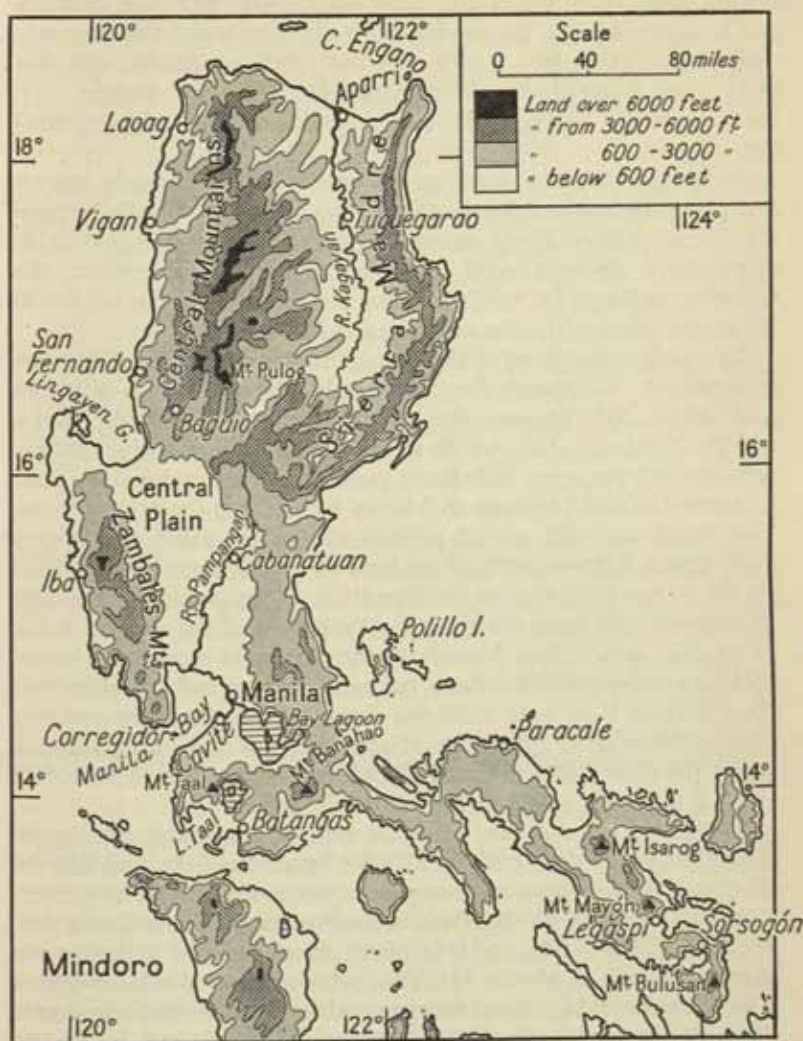 120°
122°
C. Engano
Aparri
Scale
0 40 80 miles
Land over 6000 feet
" from 3000-6000 ft.
" 600 - 3000 "
" below 600 feet
Laoag
18°
Central Mountains
Sierra Madre
Vigan
Tuguegarao
124°
R. Kagayan
San
Fernando
Mt. Pulog
Lingayen G.
Baguio
16°
16°
Central
Plain
Zambales Mts.
Rio Pampangan
Cabanatuan
Iba
Polillo I.
Manila
Bay Lagoon
Corregidor
Manila Bay
Cavite
Mt. Banahao
Paracale
14°
14°
Mt. Taal
L. Taal
Batangas
Mt. Isarog
Mt. Mayon
Legaspi
Sorsogón
Mindoro
Mt. Bulusan
120°
122°